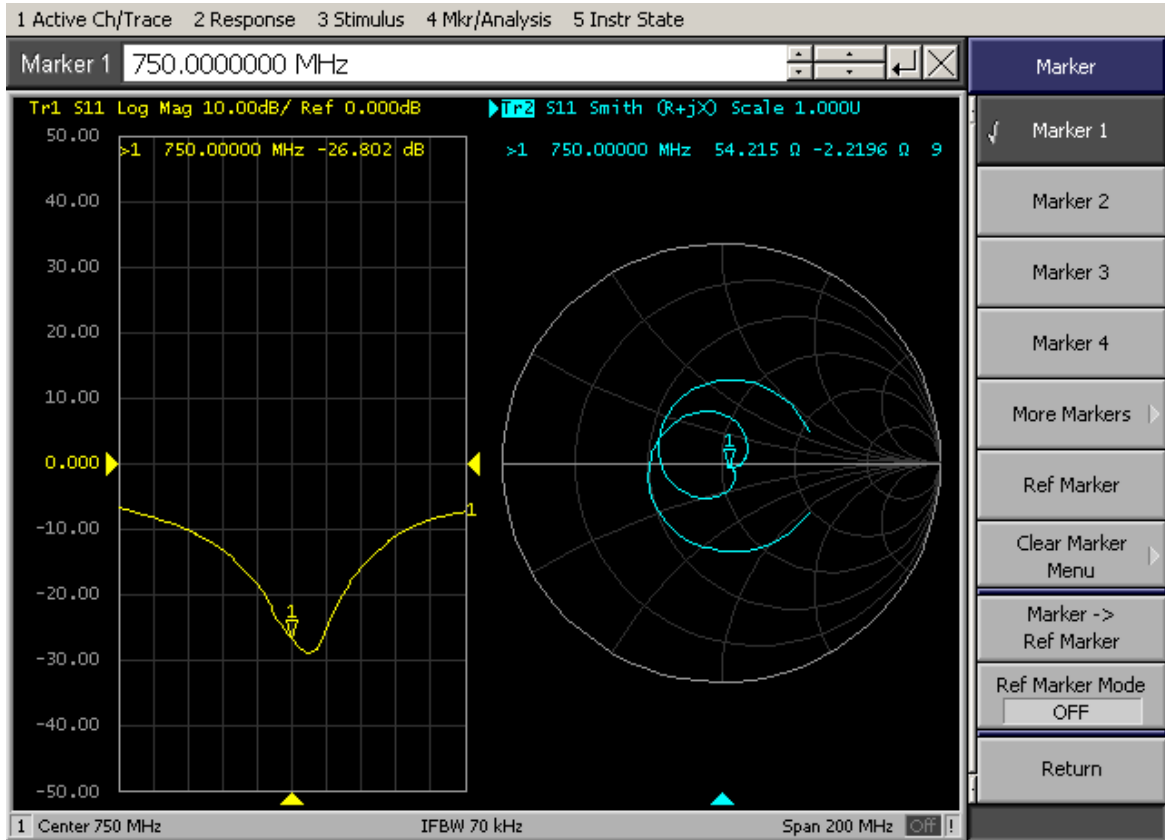 1 Active Ch/Trace 2 Response 3 Stimulus 4 Mkr/Analysis 5 Instr State
Marker 1 750.0000000 MHz
Tr1 S11 Log Mag 10.00dB/ Ref 0.000dB
50.00
>1 750.00000 MHz -26.802 dB
40.00
30.00
20.00
10.00
0.000
-10.00
-20.00
-30.00
-40.00
-50.00
1
1
Tr2 S11 Smith (R+jX) Scale 1.000U
>1 750.00000 MHz 54.215 Ω -2.2196 Ω 9
1
Marker
Marker 1
Marker 2
Marker 3
Marker 4
More Markers
Ref Marker
Clear Marker
Menu
Marker ->
Ref Marker
Ref Marker Mode
OFF
Return
1 Center 750 MHz IFBW 70 kHz Span 200 MHz Off !